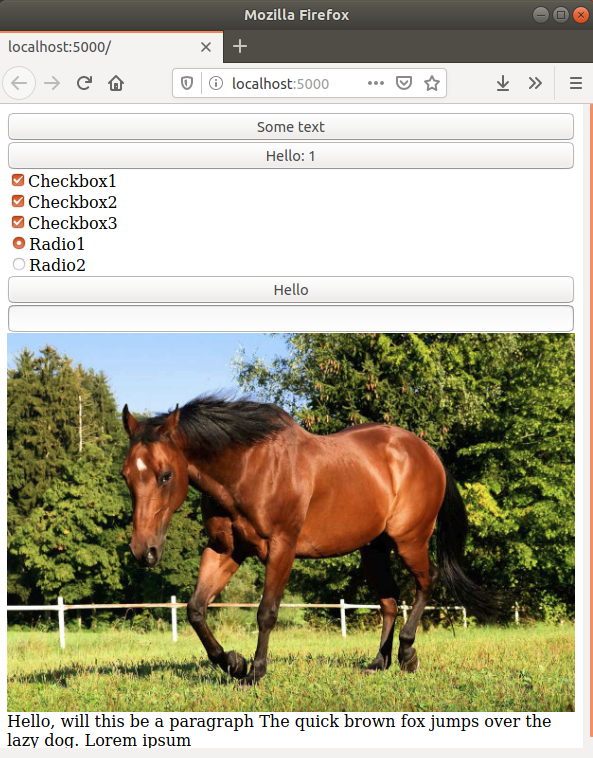 Mozilla Firefox
localhost:5000/
localhost:5000
Some text
Hello: 1
Checkbox1
Checkbox2
Checkbox3
Radio1
Radio2
Hello
Hello, will this be a paragraph The quick brown fox jumps over the
lazy dog. Lorem ipsum